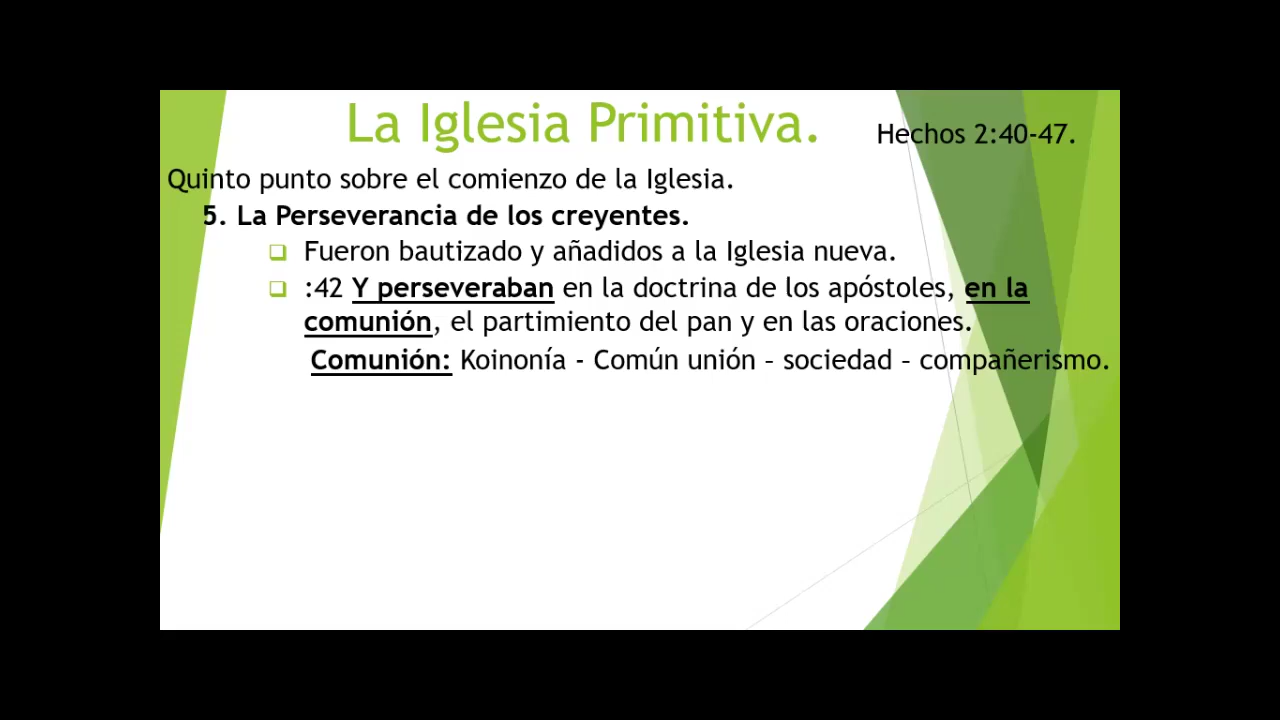 La Iglesia Primitiva.
Hechos 2:40-47.
Quinto punto sobre el comienzo de la Iglesia.
5. La Perseverancia de los creyentes.
Fueron bautizado y añadidos a la Iglesia nueva.
:42 Y perseveraban en la doctrina de los apóstoles, en la
comunión, el partimiento del pan y en las oraciones.
Comunión: Koinonía - Común unión – sociedad – compañerismo.